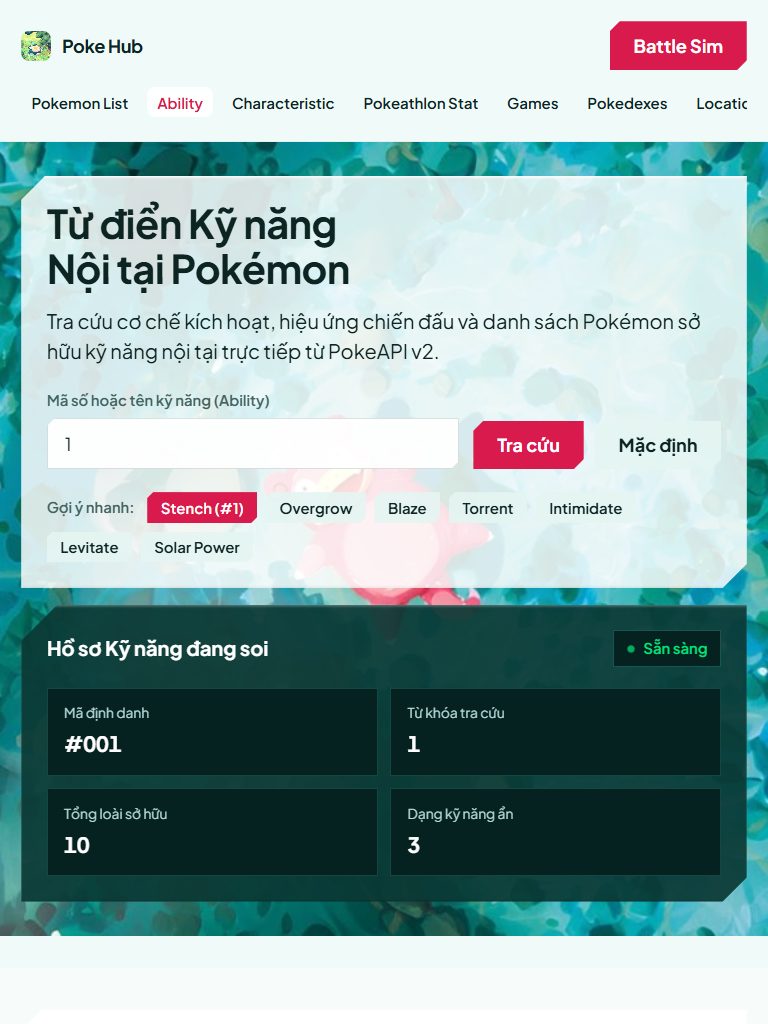 Poke Hub
Battle Sim
Pokemon List Ability Characteristic Pokeathlon Stat Games Pokedexes
Từ điển Kỹ năng
Nội tại Pokémon
Tra cứu cơ chế kích hoạt, hiệu ứng chiến đấu và danh sách Pokémon sở
hữu kỹ năng nội tại trực tiếp từ PokeAPI v2.
Mã số hoặc tên kỹ năng (Ability)
1 Tra cứu Mặc định
Gợi ý nhanh: Stench (#1) Overgrow Blaze Torrent Intimidate
Levitate Solar Power
Hồ sơ Kỹ năng đang soi
Sẵn sàng
Mã định danh
#001
Từ khóa tra cứu
1
Tổng loài sở hữu
10
Dạng kỹ năng ẩn
3